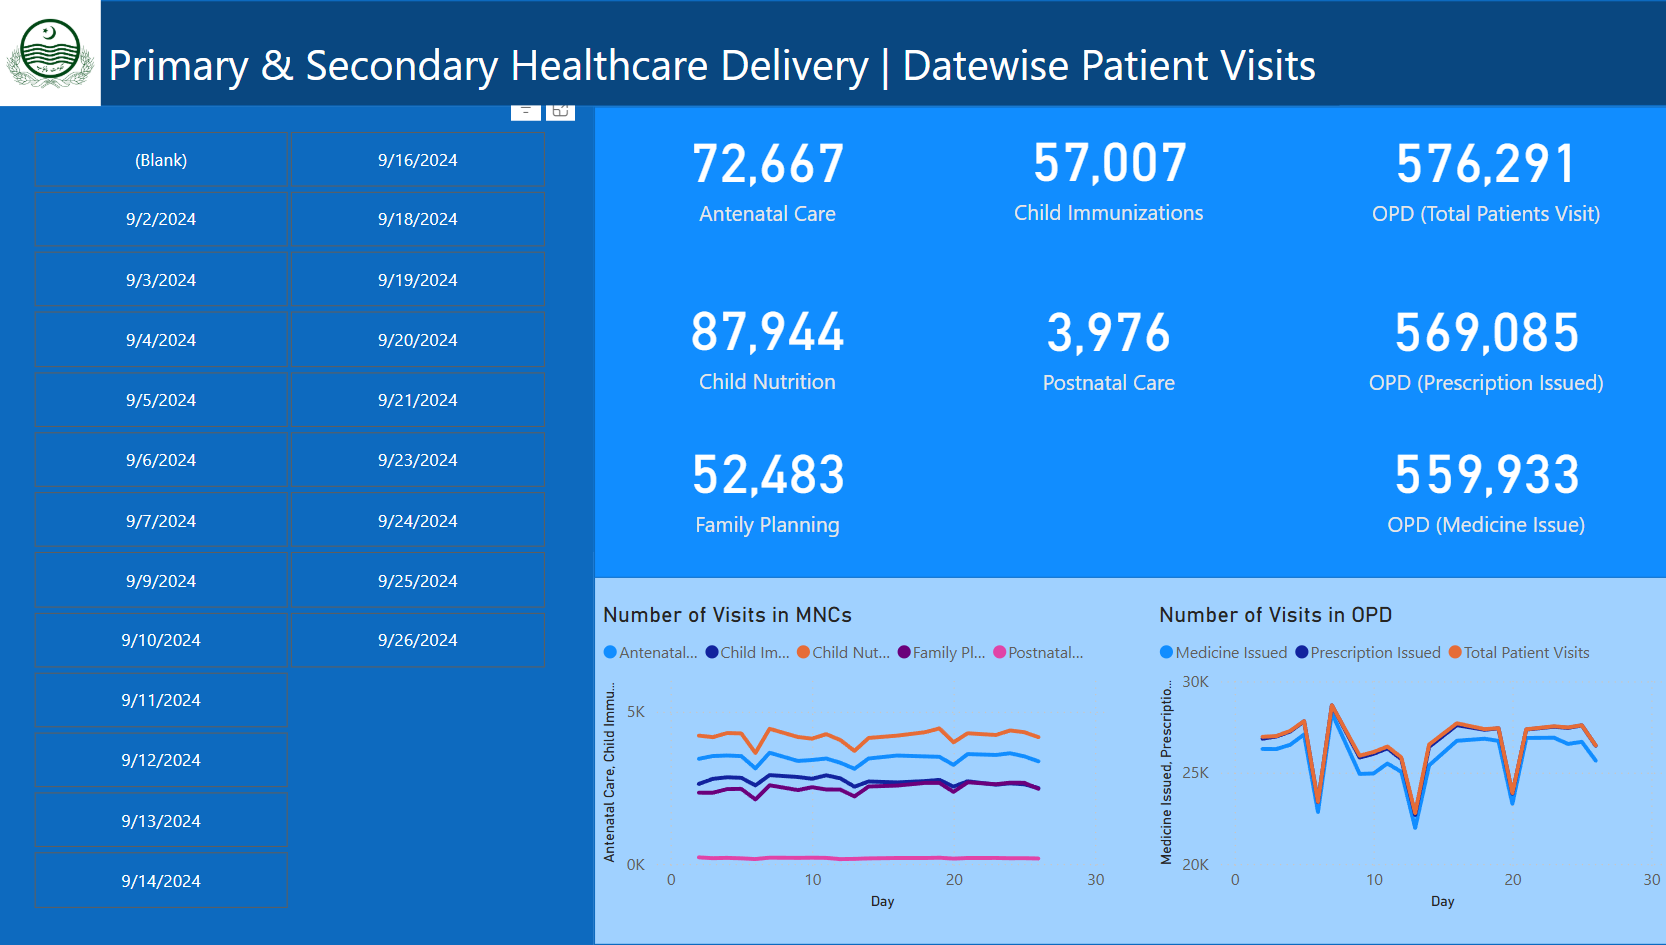 Primary & Secondary Healthcare Delivery | Datewise Patient Visits
(Blank)
9/16/2024
9/2/2024
9/18/2024
9/3/2024
9/19/2024
9/4/2024
9/20/2024
9/5/2024
9/21/2024
9/6/2024
9/23/2024
9/7/2024
9/24/2024
9/9/2024
9/25/2024
9/10/2024
9/26/2024
9/11/2024
9/12/2024
9/13/2024
9/14/2024
72,667
Antenatal Care
57,007
Child Immunizations
576,291
OPD (Total Patients Visit)
87,944
Child Nutrition
3,976
Postnatal Care
569,085
OPD (Prescription Issued)
52,483
Family Planning
559,933
OPD (Medicine Issue)
Number of Visits in MNCs
Antenatal... Child Im... Child Nut... Family Pl... Postnatal...
Antenatal Care, Child Immu...
5K
0K
0 10 20 30
Day
Number of Visits in OPD
Medicine Issued Prescription Issued Total Patient Visits
Medicine Issued, Prescriptio...
30K
25K
20K
0 10 20 30
Day